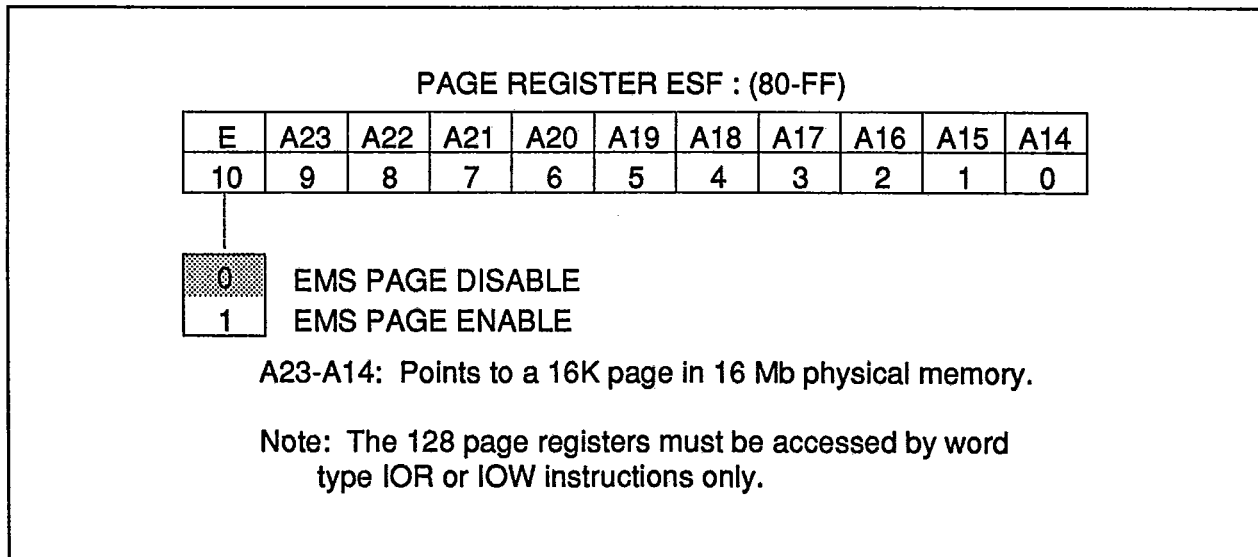 PAGE REGISTER ESF : (80-FF)
E A23 A22 A21 A20 A19 A18 A17 A16 A15 A14
10 9 8 7 6 5 4 3 2 1 0
0 EMS PAGE DISABLE
1 EMS PAGE ENABLE
A23-A14: Points to a 16K page in 16 Mb physical memory.
Note: The 128 page registers must be accessed by word
type IOR or IOW instructions only.